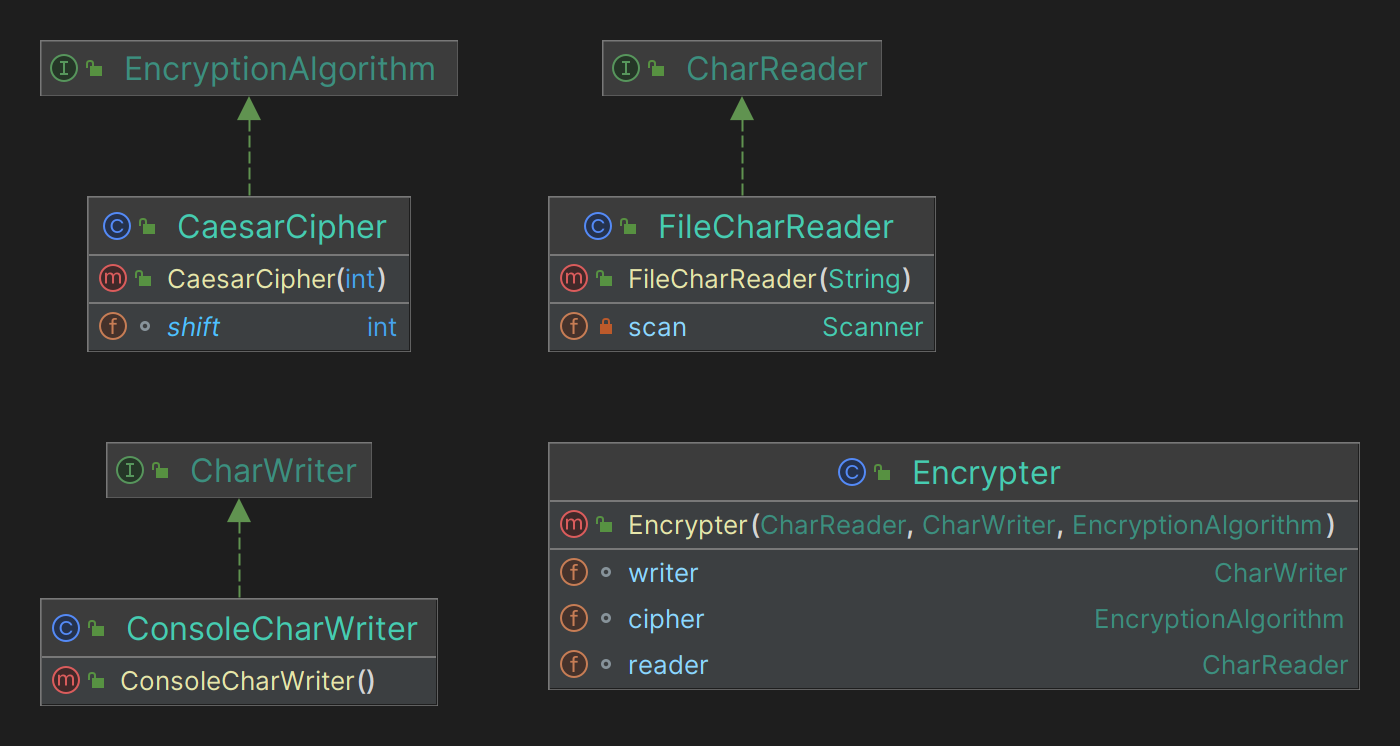 EncryptionAlgorithm
CharReader
CaesarCipher
CaesarCipher(int)
shift int
FileCharReader
FileCharReader(String)
scan Scanner
CharWriter
ConsoleCharWriter
ConsoleCharWriter()
Encrypter
Encrypter(CharReader, CharWriter, EncryptionAlgorithm)
writer CharWriter
cipher EncryptionAlgorithm
reader CharReader